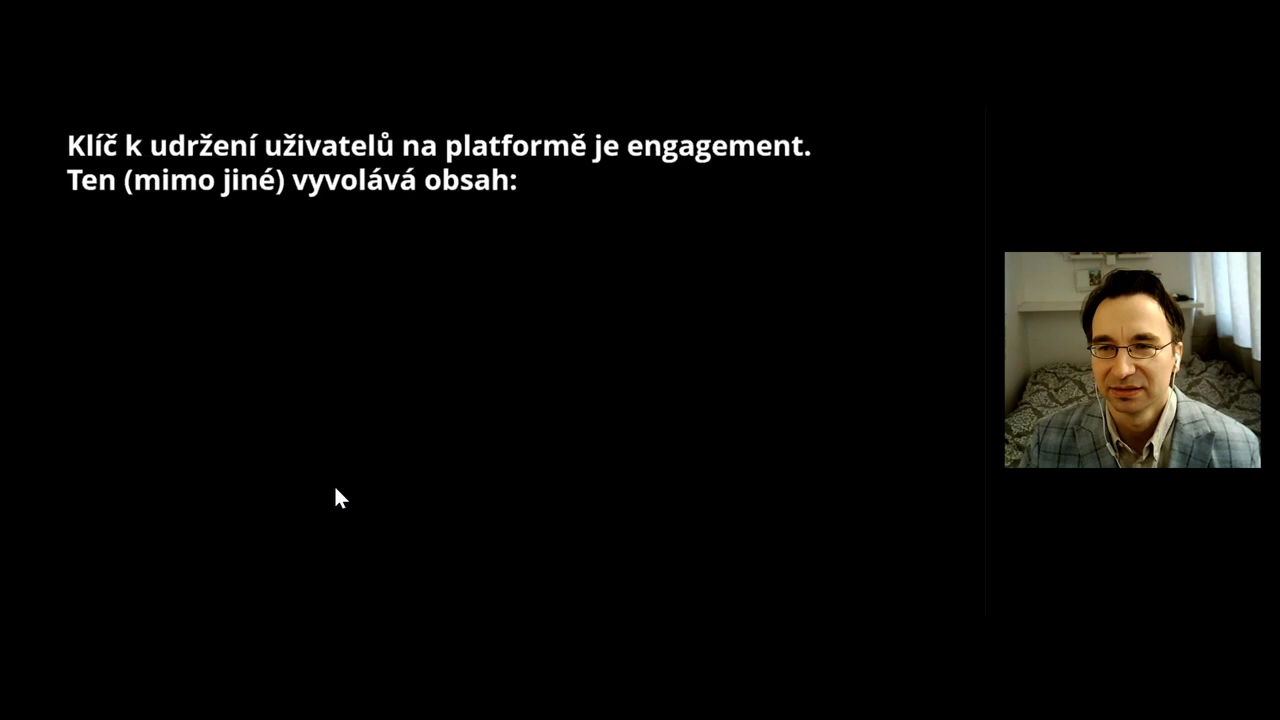 Klíč k udržení uživatelů na platformě je engagement.
Ten (mimo jiné) vyvolává obsah: